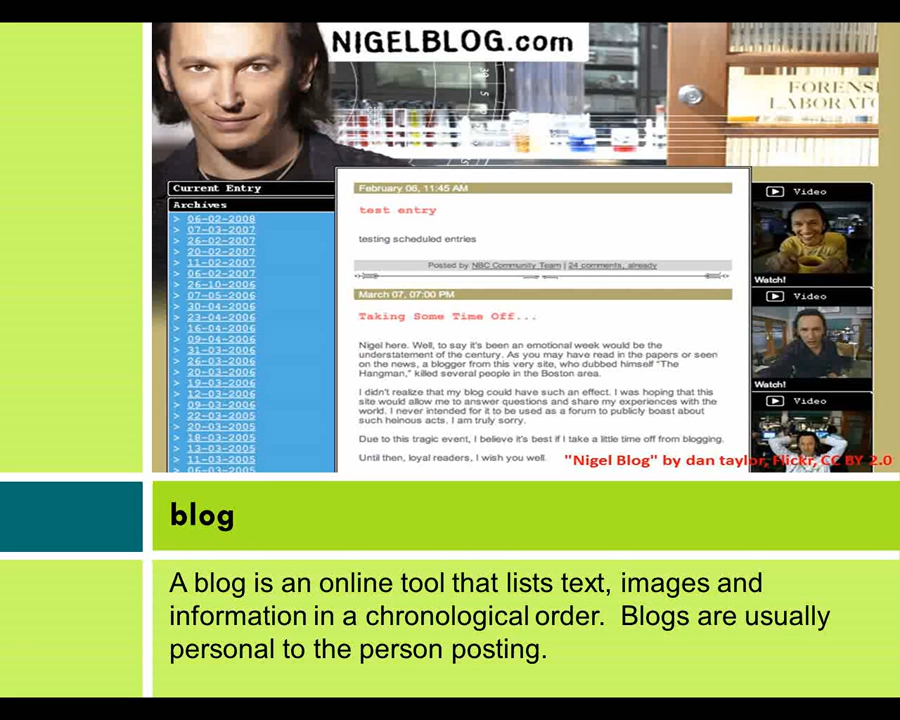 NIGELBLOG.com
FORENS
LABORATO
Current Entry
Archives
> 06-02-2008
> 07-03-2007
> 26-02-2007
> 20-02-2007
> 11-02-2007
> 06-02-2007
> 26-10-2006
> 07-05-2006
> 30-04-2006
> 23-04-2006
> 16-04-2006
> 09-04-2006
> 31-03-2006
> 26-03-2006
> 20-03-2006
> 19-03-2006
> 12-03-2006
> 09-03-2006
> 22-03-2005
> 20-03-2005
> 18-03-2005
> 13-03-2005
> 11-03-2005
> 06-03-2005
February 06, 11:45 AM
test entry
testing scheduled entries
Posted by NBC Community Team | 24 comments, already
March 07, 07:00 PM
Taking Some Time Off...
Nigel here. Well, to say it's been an emotional week would be the
understatement of the century. As you may have read in the papers or seen
on the news, a blogger from this very site, who dubbed himself "The
Hangman," killed several people in the Boston area.
I didn't realize that my blog could have such an effect. I was hoping that this
site would allow me to answer questions and share my experiences with the
world. I never intended for it to be used as a forum to publicly boast about
such heinous acts. I am truly sorry.
Due to this tragic event, I believe it's best if I take a little time off from blogging.
Until then, loyal readers, I wish you well.
Video
Watch!
Video
Watch!
Video
"Nigel Blog" by dan taylor, Flickr, CC BY 2.0
blog
A blog is an online tool that lists text, images and
information in a chronological order. Blogs are usually
personal to the person posting.